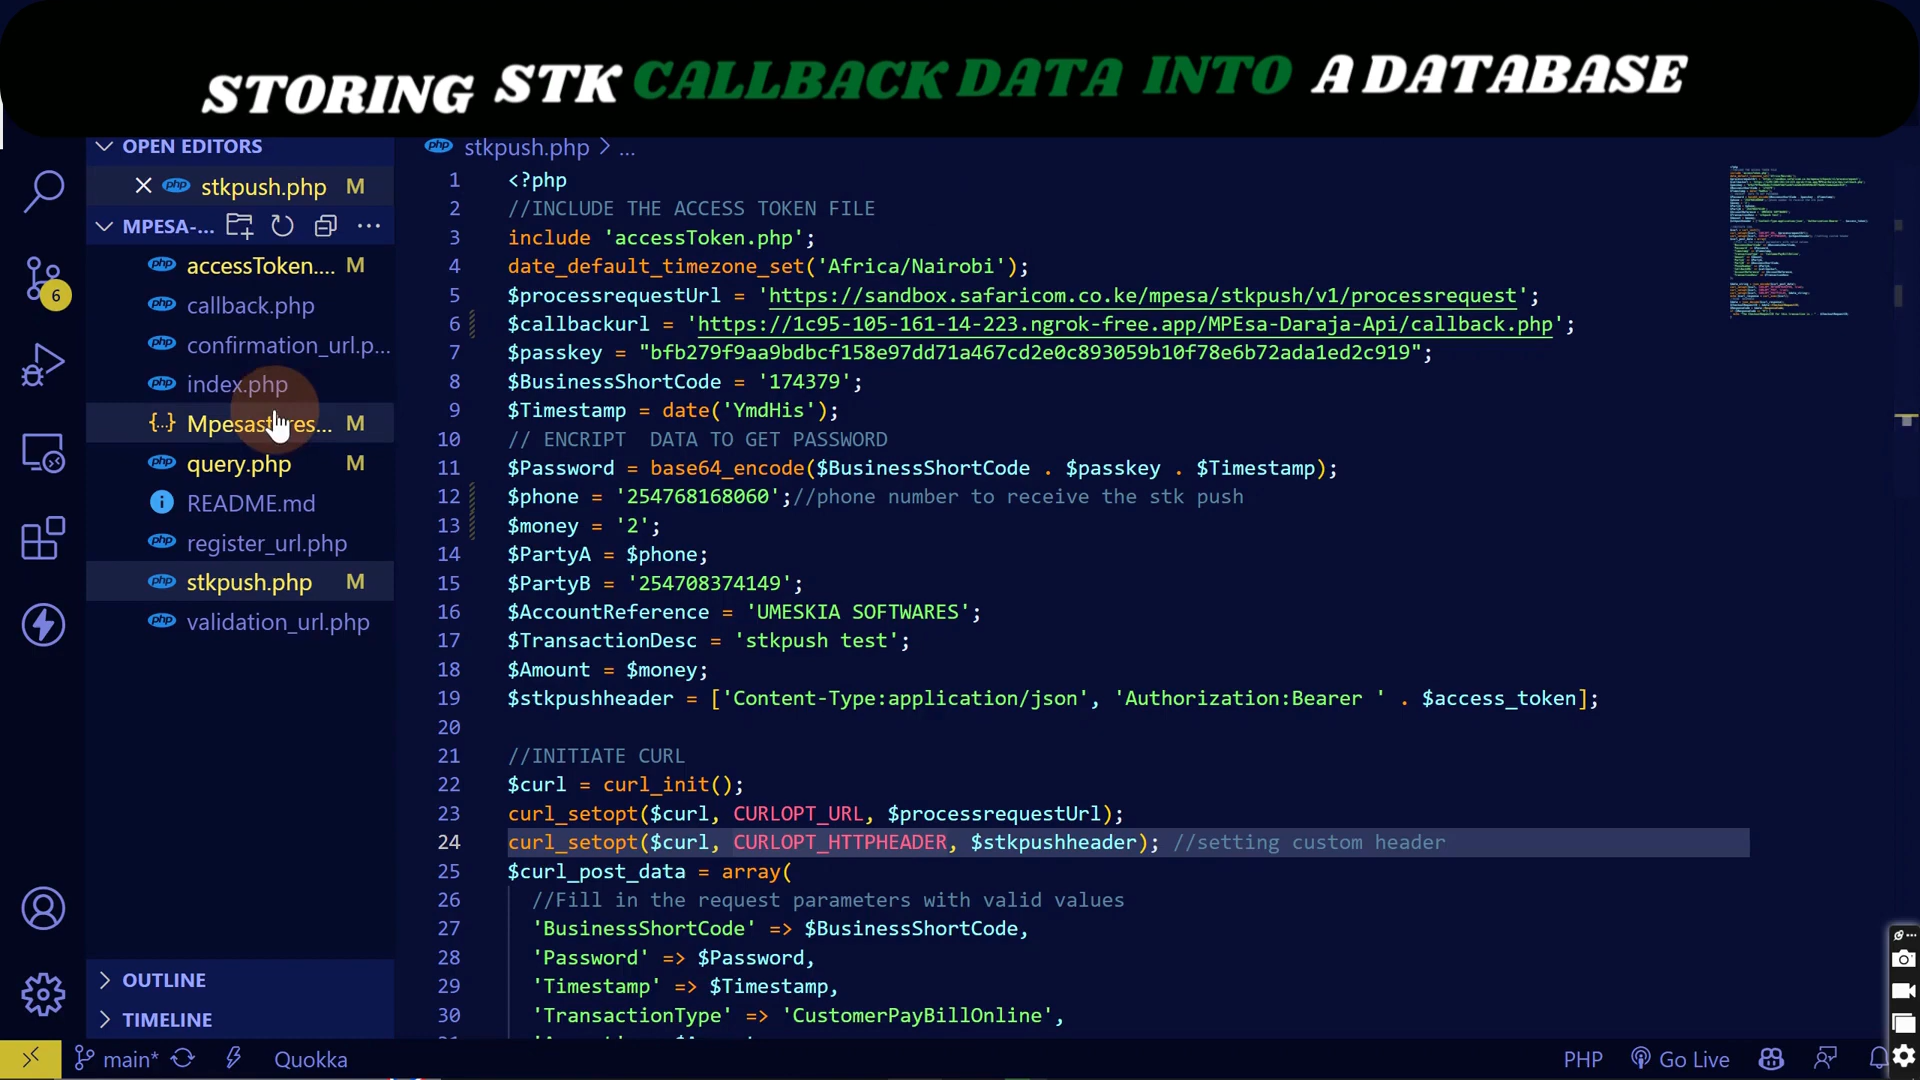 STORING STK CALLBACK DATA INTO A DATABASE
OPEN EDITORS
stkpush.php M
MPESA-...
accessToken.... M
callback.php
confirmation_url.p...
index.php
M
query.php M
README.md
register_url.php
stkpush.php M
validation_url.php
OUTLINE
TIMELINE
6
stkpush.php > ...
1 <?php
2 //INCLUDE THE ACCESS TOKEN FILE
3 include 'accessToken.php';
4 date_default_timezone_set('Africa/Nairobi');
5 $processrequestUrl = 'https://sandbox.safaricom.co.ke/mpesa/stkpush/v1/processrequest';
6 $callbackurl = 'https://1c95-105-161-14-223.ngrok-free.app/MPEsa-Daraja-Api/callback.php';
7 $passkey = "bfb279f9aa9bdbcf158e97dd71a467cd2e0c893059b10f78e6b72ada1ed2c919";
8 $BusinessShortCode = '174379';
9 $Timestamp = date('YmdHis');
10 // ENCRIPT  DATA TO GET PASSWORD
11 $Password = base64_encode($BusinessShortCode . $passkey . $Timestamp);
12 $phone = '254768168060';//phone number to receive the stk push
13 $money = '2';
14 $PartyA = $phone;
15 $PartyB = '254708374149';
16 $AccountReference = 'UMESKIA SOFTWARES';
17 $TransactionDesc = 'stkpush test';
18 $Amount = $money;
19 $stkpushheader = ['Content-Type:application/json', 'Authorization:Bearer ' . $access_token];
20
21 //INITIATE CURL
22 $curl = curl_init();
23 curl_setopt($curl, CURLOPT_URL, $processrequestUrl);
24 curl_setopt($curl, CURLOPT_HTTPHEADER, $stkpushheader); //setting custom header
25 $curl_post_data = array(
26 //Fill in the request parameters with valid values
27 'BusinessShortCode' => $BusinessShortCode,
28 'Password' => $Password,
29 'Timestamp' => $Timestamp,
30 'TransactionType' => 'CustomerPayBillOnline',
main* Quokka PHP Go Live